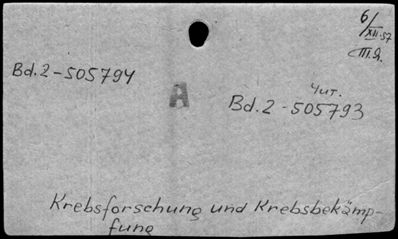 6/XII.57
Ш.Я.
Bd.2-505794
A
Чит.
Bd.2-505793
Krebsforschung und Krebsbekämp-
fung